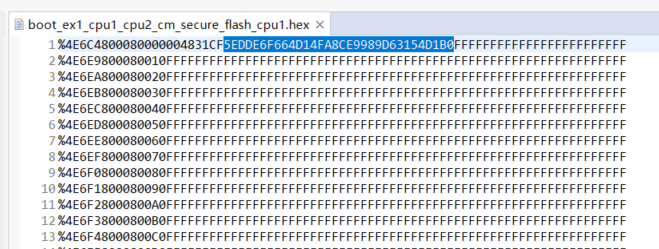 boot_ex1_cpu1_cpu2_cm_secure_flash_cpu1.hex
1 %4E6C4800080000004831CF5EDDE6F664D14FA8CE9989D63154D1B0FFFFFFFFFFFFFFFFFFFFFFFF
2 %4E6E9800080010FFFFFFFFFFFFFFFFFFFFFFFFFFFFFFFFFFFFFFFFFFFFFFFFFFFFFFFFFFFFFFFF
3 %4E6EA800080020FFFFFFFFFFFFFFFFFFFFFFFFFFFFFFFFFFFFFFFFFFFFFFFFFFFFFFFFFFFFFFFF
4 %4E6EB800080030FFFFFFFFFFFFFFFFFFFFFFFFFFFFFFFFFFFFFFFFFFFFFFFFFFFFFFFFFFFFFFFF
5 %4E6EC800080040FFFFFFFFFFFFFFFFFFFFFFFFFFFFFFFFFFFFFFFFFFFFFFFFFFFFFFFFFFFFFFFF
6 %4E6ED800080050FFFFFFFFFFFFFFFFFFFFFFFFFFFFFFFFFFFFFFFFFFFFFFFFFFFFFFFFFFFFFFFF
7 %4E6EE800080060FFFFFFFFFFFFFFFFFFFFFFFFFFFFFFFFFFFFFFFFFFFFFFFFFFFFFFFFFFFFFFFF
8 %4E6EF800080070FFFFFFFFFFFFFFFFFFFFFFFFFFFFFFFFFFFFFFFFFFFFFFFFFFFFFFFFFFFFFFFF
9 %4E6F0800080080FFFFFFFFFFFFFFFFFFFFFFFFFFFFFFFFFFFFFFFFFFFFFFFFFFFFFFFFFFFFFFFF
10 %4E6F1800080090FFFFFFFFFFFFFFFFFFFFFFFFFFFFFFFFFFFFFFFFFFFFFFFFFFFFFFFFFFFFFFFF
11 %4E6F28000800A0FFFFFFFFFFFFFFFFFFFFFFFFFFFFFFFFFFFFFFFFFFFFFFFFFFFFFFFFFFFFFFFF
12 %4E6F38000800B0FFFFFFFFFFFFFFFFFFFFFFFFFFFFFFFFFFFFFFFFFFFFFFFFFFFFFFFFFFFFFFFF
13 %4E6F48000800C0FFFFFFFFFFFFFFFFFFFFFFFFFFFFFFFFFFFFFFFFFFFFFFFFFFFFFFFFFFFFFFFF